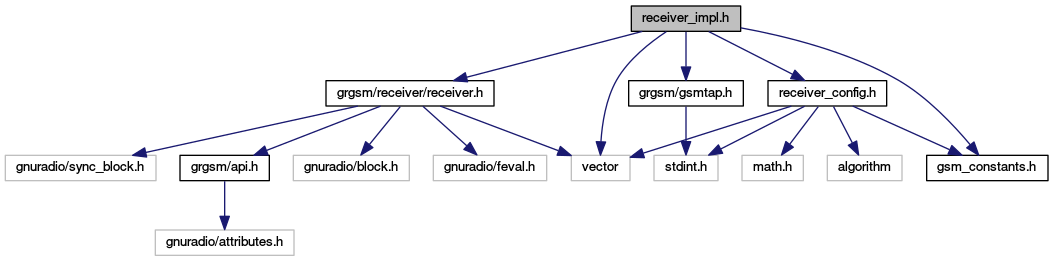 receiver_impl.h
grgsm/receiver/receiver.h
grgsm/gsmtap.h
receiver_config.h
gnuradio/sync_block.h
grgsm/api.h
gnuradio/block.h
gnuradio/feval.h
vector
stdint.h
math.h
algorithm
gsm_constants.h
gnuradio/attributes.h